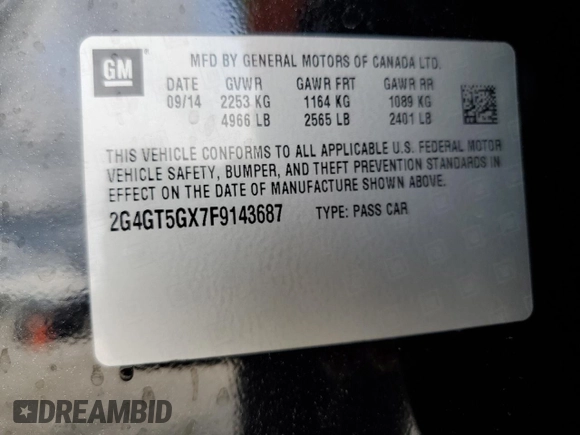 GM
MFD BY GENERAL MOTORS OF CANADA LTD.
DATE GVWR GAWR FRT GAWR RR
09/14 2253 KG 1164 KG 1089 KG
4966 LB 2565 LB 2401 LB
THIS VEHICLE CONFORMS TO ALL APPLICABLE U.S. FEDERAL MOTOR
VEHICLE SAFETY, BUMPER, AND THEFT PREVENTION STANDARDS IN
EFFECT ON THE DATE OF MANUFACTURE SHOWN ABOVE.
2G4GT5GX7F9143687 TYPE: PASS CAR
DREAMBID